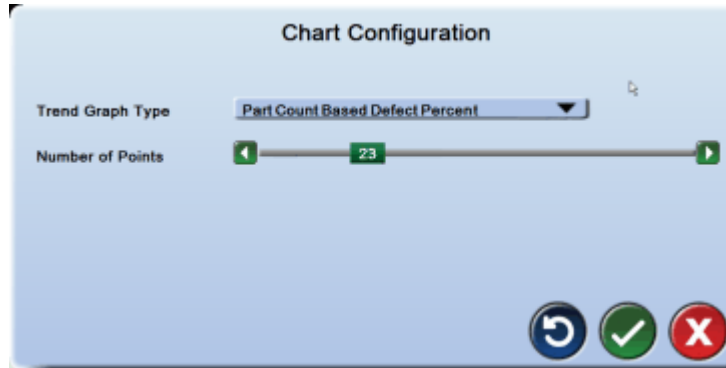 Chart Configuration
Trend Graph Type Part Count Based Defect Percent
Number of Points 23